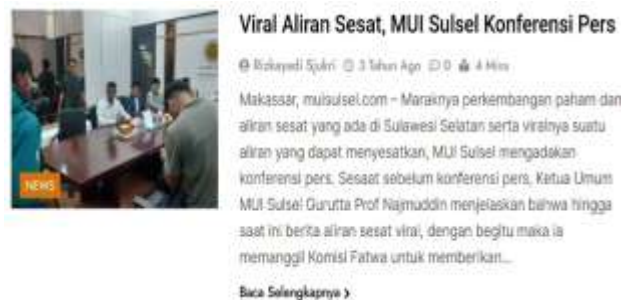 Viral Aliran Sesat, MUI Sulsel Konferensi Pers
Rizkayadi Sjukri 3 Tahun Ago 0 4 Mins
Makassar, muisulsel.com – Maraknya perkembangan paham dan
aliran sesat yang ada di Sulawesi Selatan serta viralnya suatu
aliran yang dapat menyesatkan, MUI Sulsel mengadakan
konferensi pers. Sesaat sebelum konferensi pers, Ketua Umum
MUI Sulsel Gurutta Prof Najmuddin menjelaskan bahwa hingga
saat ini berita aliran sesat viral, dengan begitu maka ia
memanggil Komisi Fatwa untuk memberikan...
NEWS
Baca Selengkapnya >